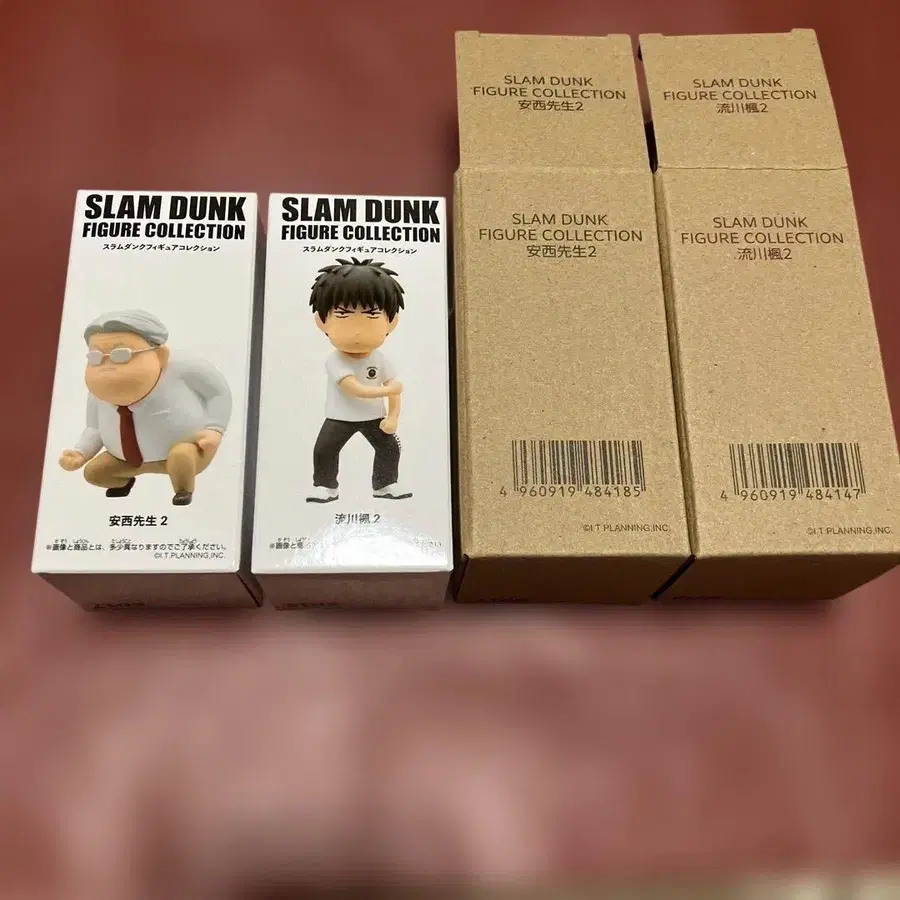 SLAM DUNK
FIGURE COLLECTION
スラムダンクフィギュアコレクション
安西先生 2
※画像と商品とは、多少異なりますのでご了承ください。
©I.T.PLANNING,INC.
SLAM DUNK
FIGURE COLLECTION
スラムダンクフィギュアコレクション
流川楓 2
※画像と
©I.T.PLANNING,INC.
SLAM DUNK
FIGURE COLLECTION
安西先生2
SLAM DUNK
FIGURE COLLECTION
安西先生2
4 960919 484185
©I.T.PLANNING,INC.
SLAM DUNK
FIGURE COLLECTION
流川楓2
SLAM DUNK
FIGURE COLLECTION
流川楓2
4 960919 484147
©I.T.PLANNING,INC.